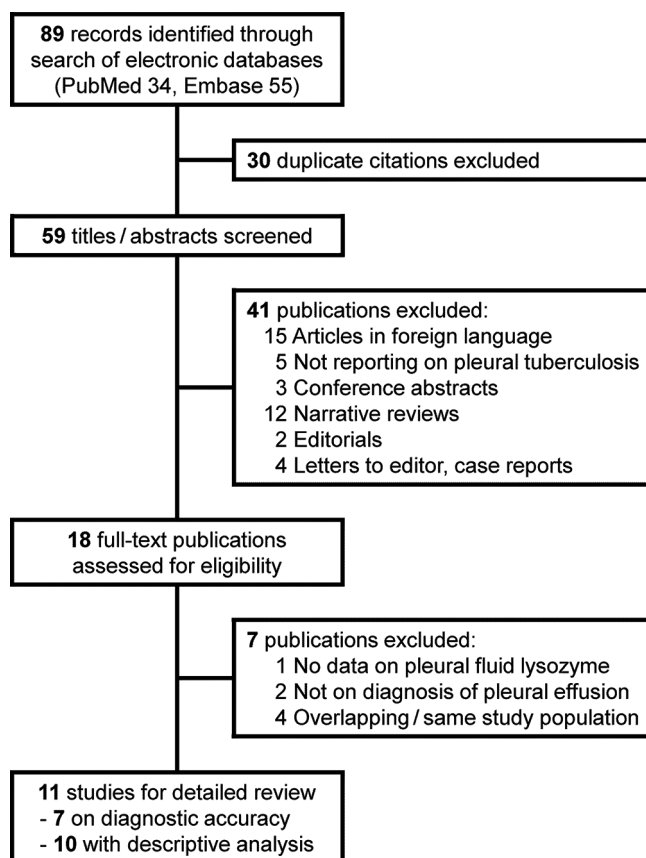 89 records identified through
search of electronic databases
(PubMed 34, Embase 55)
30 duplicate citations excluded
59 titles / abstracts screened
41 publications excluded:
15 Articles in foreign language
5 Not reporting on pleural tuberculosis
3 Conference abstracts
12 Narrative reviews
2 Editorials
4 Letters to editor, case reports
18 full-text publications
assessed for eligibility
7 publications excluded:
1 No data on pleural fluid lysozyme
2 Not on diagnosis of pleural effusion
4 Overlapping / same study population
11 studies for detailed review
- 7 on diagnostic accuracy
- 10 with descriptive analysis